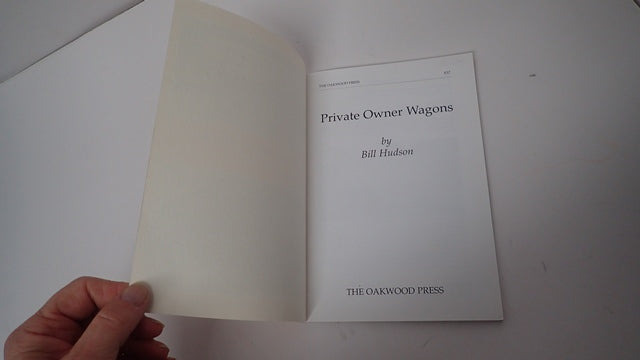 THE OAKWOOD PRESS
Private Owner Wagons
by
Bill Hudson
THE OAKWOOD PRESS